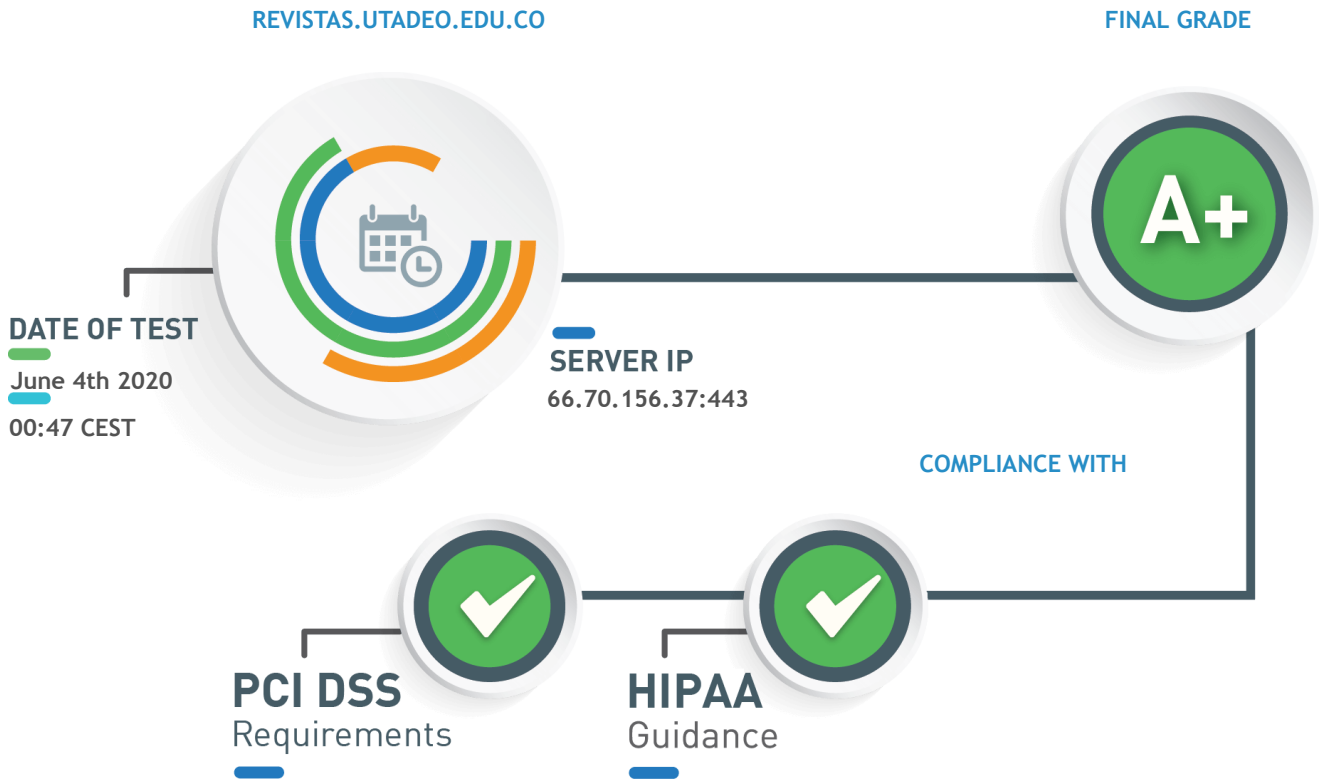 REVISTAS.UTADEO.EDU.CO
FINAL GRADE
A+
DATE OF TEST
June 4th 2020
00:47 CEST
SERVER IP
66.70.156.37:443
COMPLIANCE WITH
PCI DSS
Requirements
HIPAA
Guidance